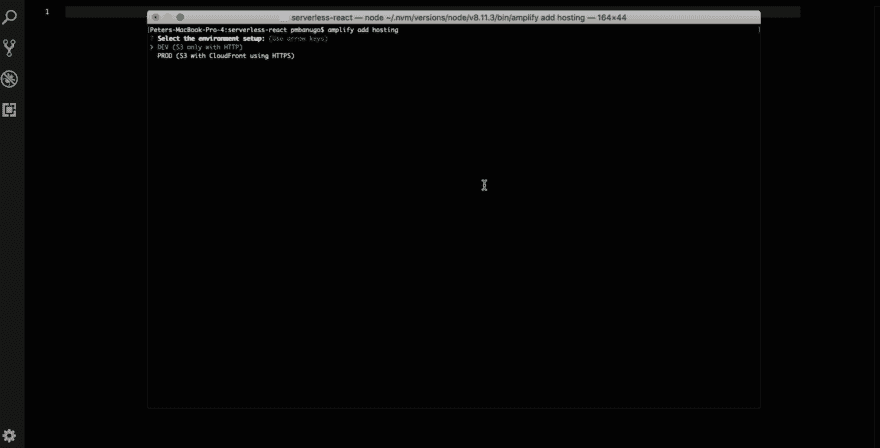 1
serverless-react — node ~/.nvm/versions/node/v8.11.3/bin/amplify add hosting — 164×44
Peters-MacBook-Pro-4:serverless-react pmbanugo$ amplify add hosting
? Select the environment setup: (Use arrow keys)
❯ DEV (S3 only with HTTP)
PROD (S3 with CloudFront using HTTPS)